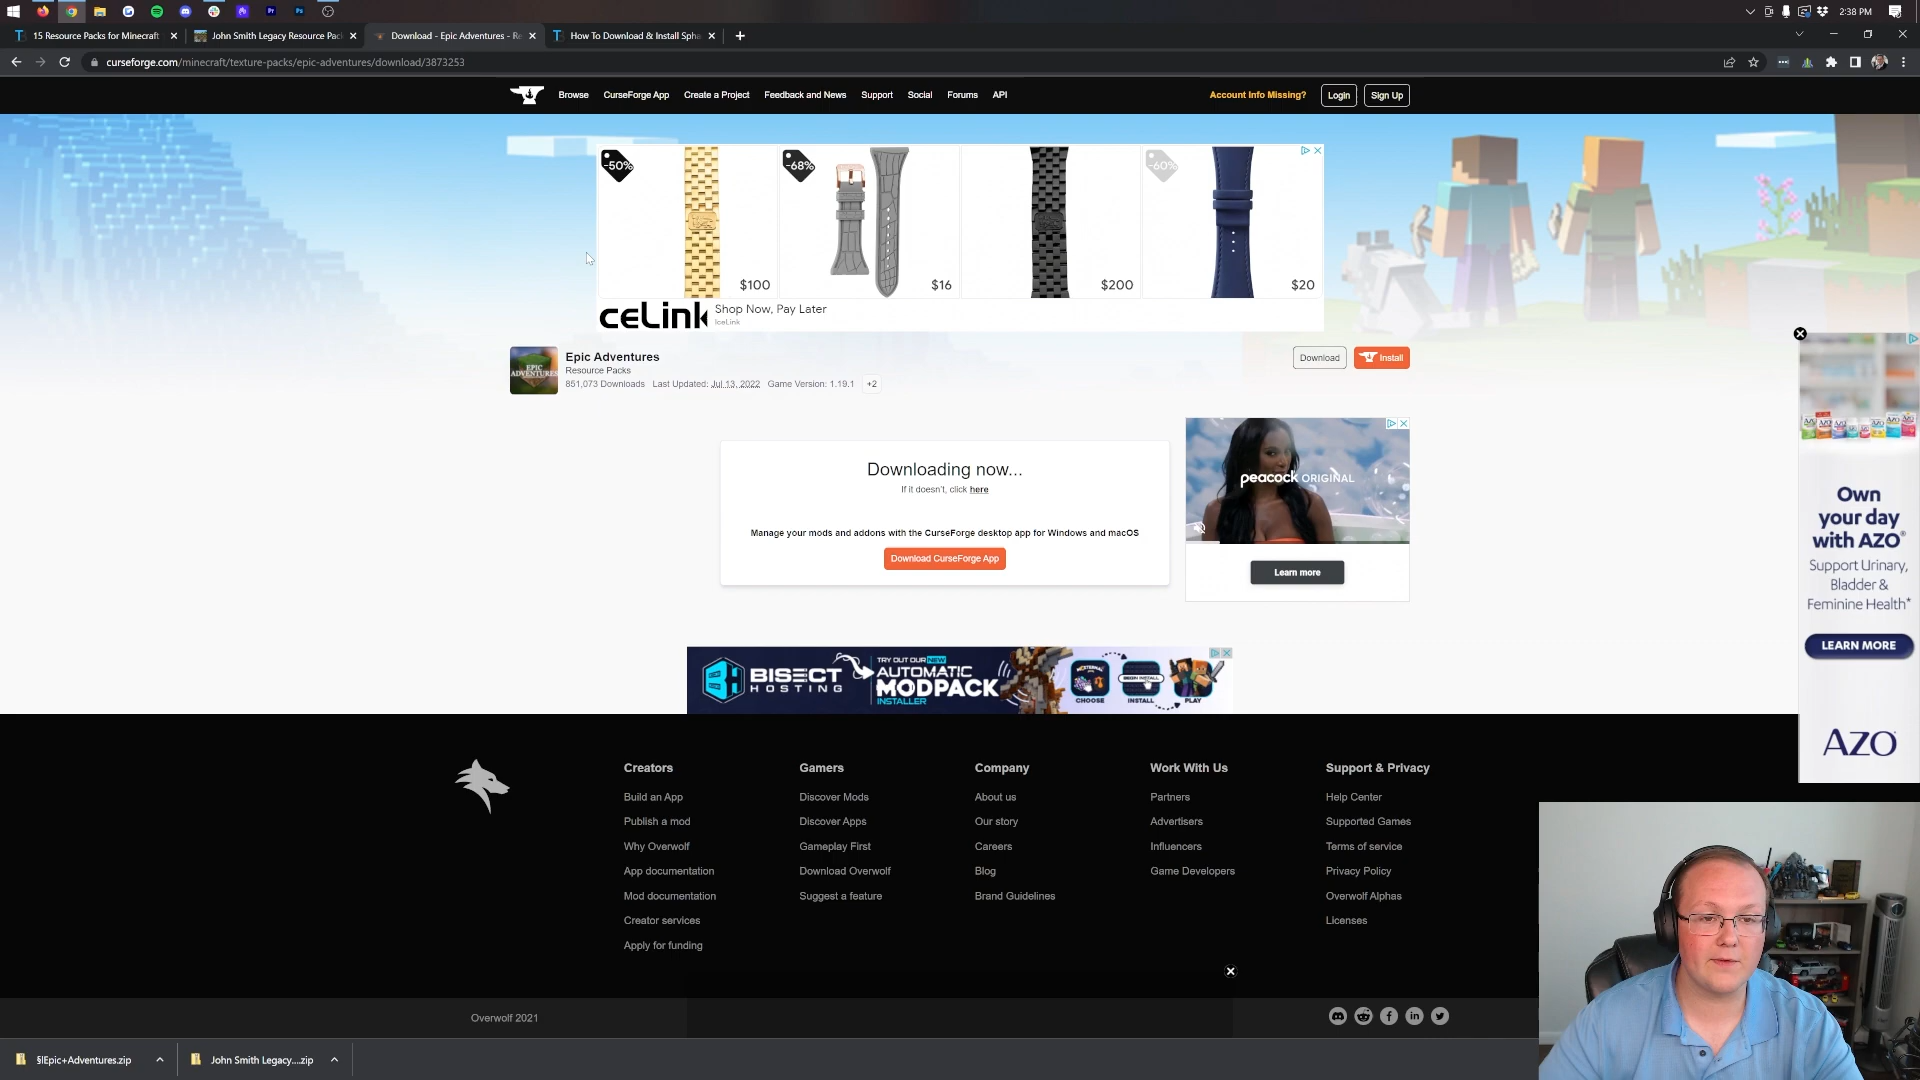 2:38 PM
15 Resource Packs for Minecraft
John Smith Legacy Resource Pac
Download - Epic Adventures - Re
How To Download & Install Spha
curseforge.com/minecraft/texture-packs/epic-adventures/download/3873253
Browse
CurseForge App
Create a Project
Feedback and News
Support
Social
Forums
API
Account Info Missing?
Login
Sign Up
-50%
-68%
-60%
$100
$16
$200
$20
ceLink
Shop Now, Pay Later
IceLink
EPIC
ADVENTURES
Epic Adventures
Resource Packs
851,073 Downloads Last Updated: Jul 13, 2022 Game Version: 1.19.1 +2
Download
Install
Downloading now...
If it doesn't, click here
Manage your mods and addons with the CurseForge desktop app for Windows and macOS
Download CurseForge App
peacock ORIGINAL
Learn more
Own
your day
with AZO®
Support Urinary,
Bladder &
Feminine Health*
LEARN MORE
AZO
BISECT
HOSTING
TRY OUT OUR NEW
AUTOMATIC
MODPACK
INSTALLER
CHOOSE
BEGIN INSTALL
INSTALL
PLAY
Creators
Build an App
Publish a mod
Why Overwolf
App documentation
Mod documentation
Creator services
Apply for funding
Gamers
Discover Mods
Discover Apps
Gameplay First
Download Overwolf
Suggest a feature
Company
About us
Our story
Careers
Blog
Brand Guidelines
Work With Us
Partners
Advertisers
Influencers
Game Developers
Support & Privacy
Help Center
Supported Games
Terms of service
Privacy Policy
Overwolf Alphas
Licenses
Overwolf 2021
§lEpic+Adventures.zip
John Smith Legacy....zip